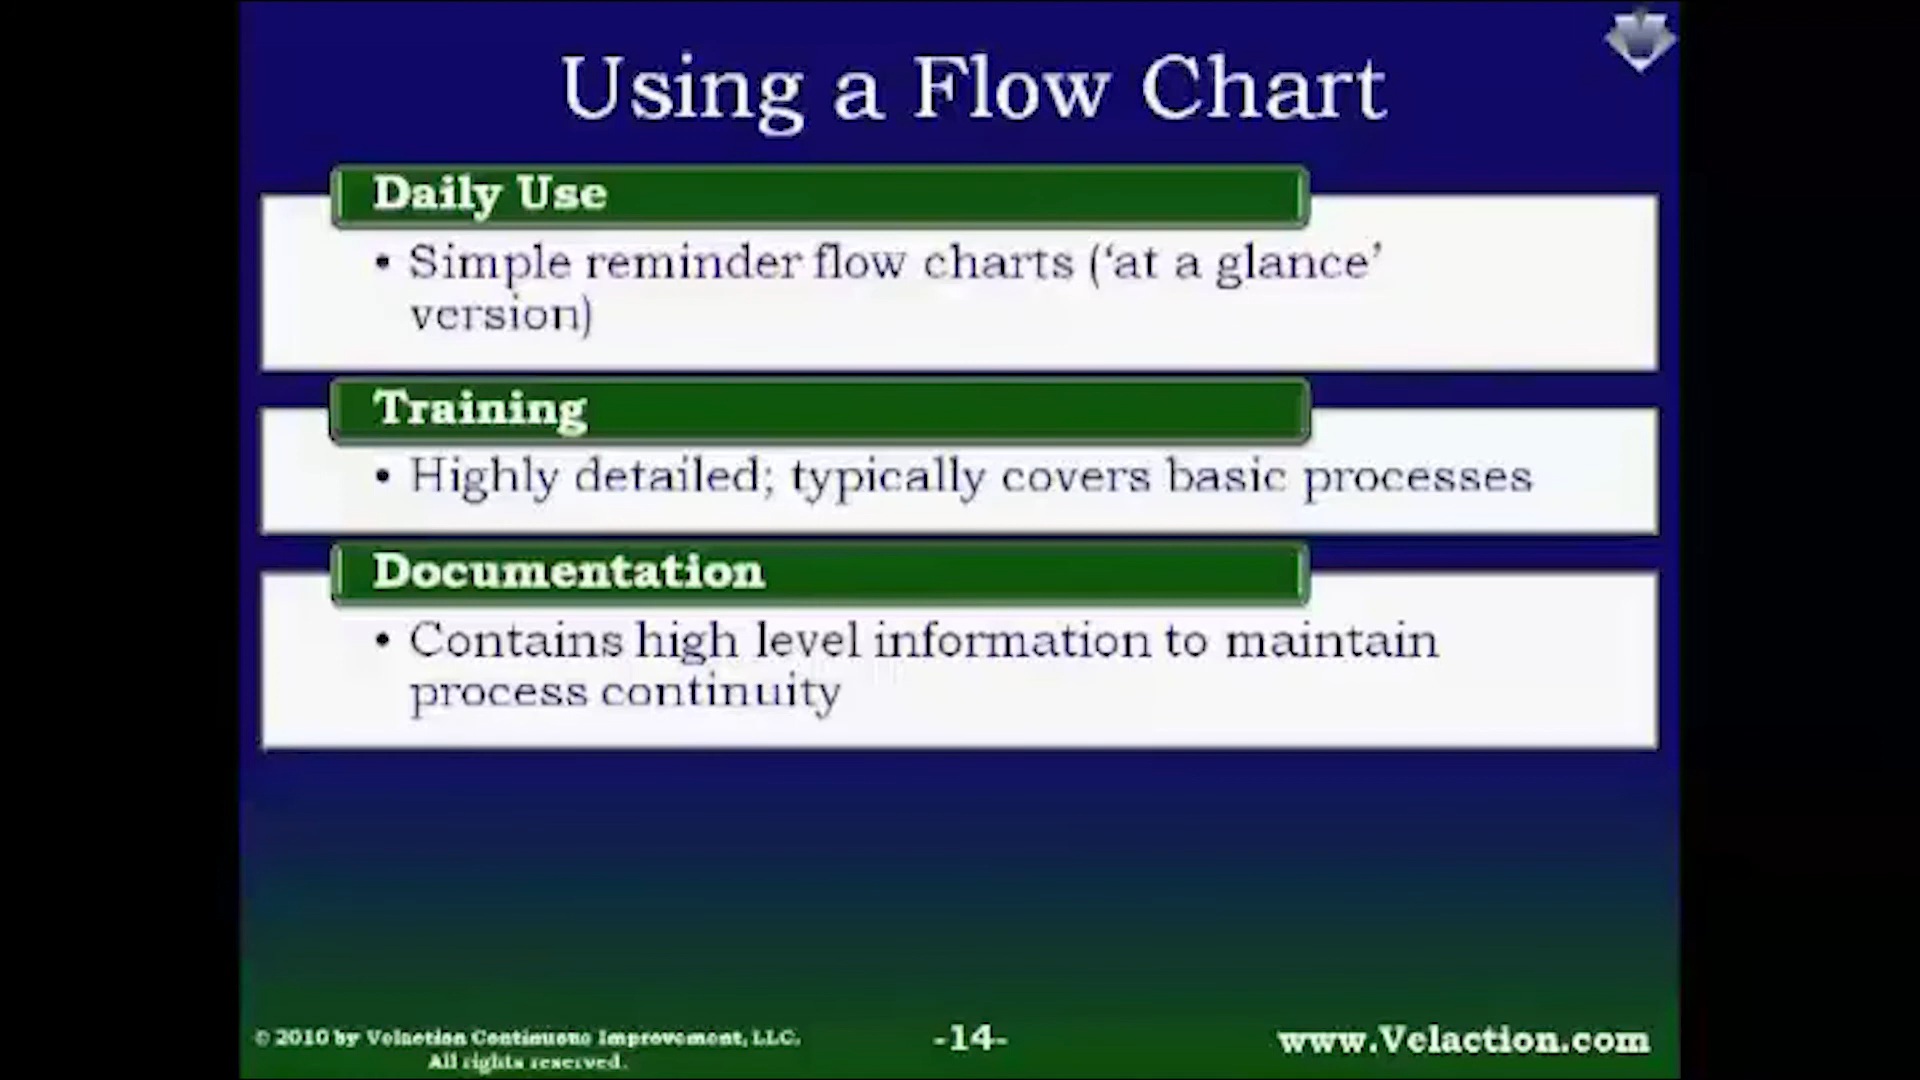 Using a Flow Chart
Daily Use
• Simple reminder flow charts (‘at a glance’
version)
Training
• Highly detailed; typically covers basic processes
Documentation
• Contains high level information to maintain
process continuity
© 2010 by Velaction Continuous Improvement, LLC.
All rights reserved.
-14-
www.Velaction.com